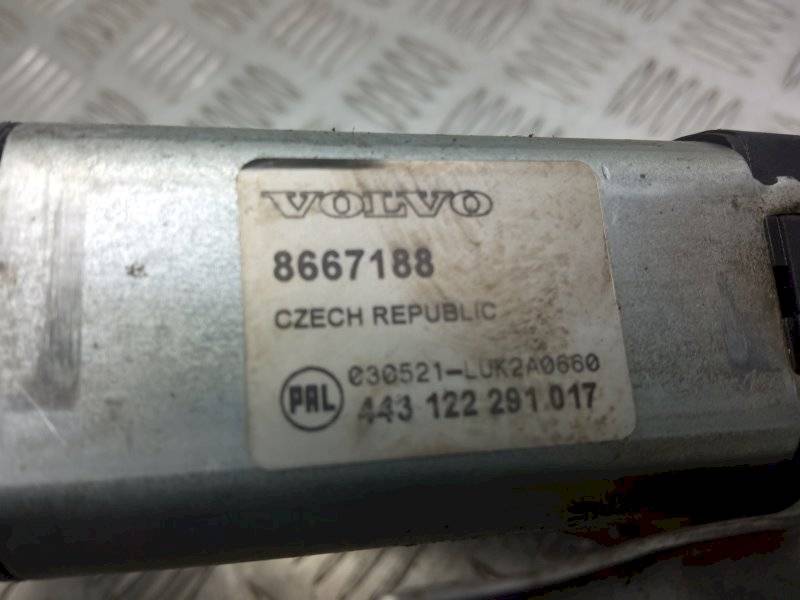 VOLVO
8667188
CZECH REPUBLIC
030521-LUK2A0660
PAL
443 122 291 017